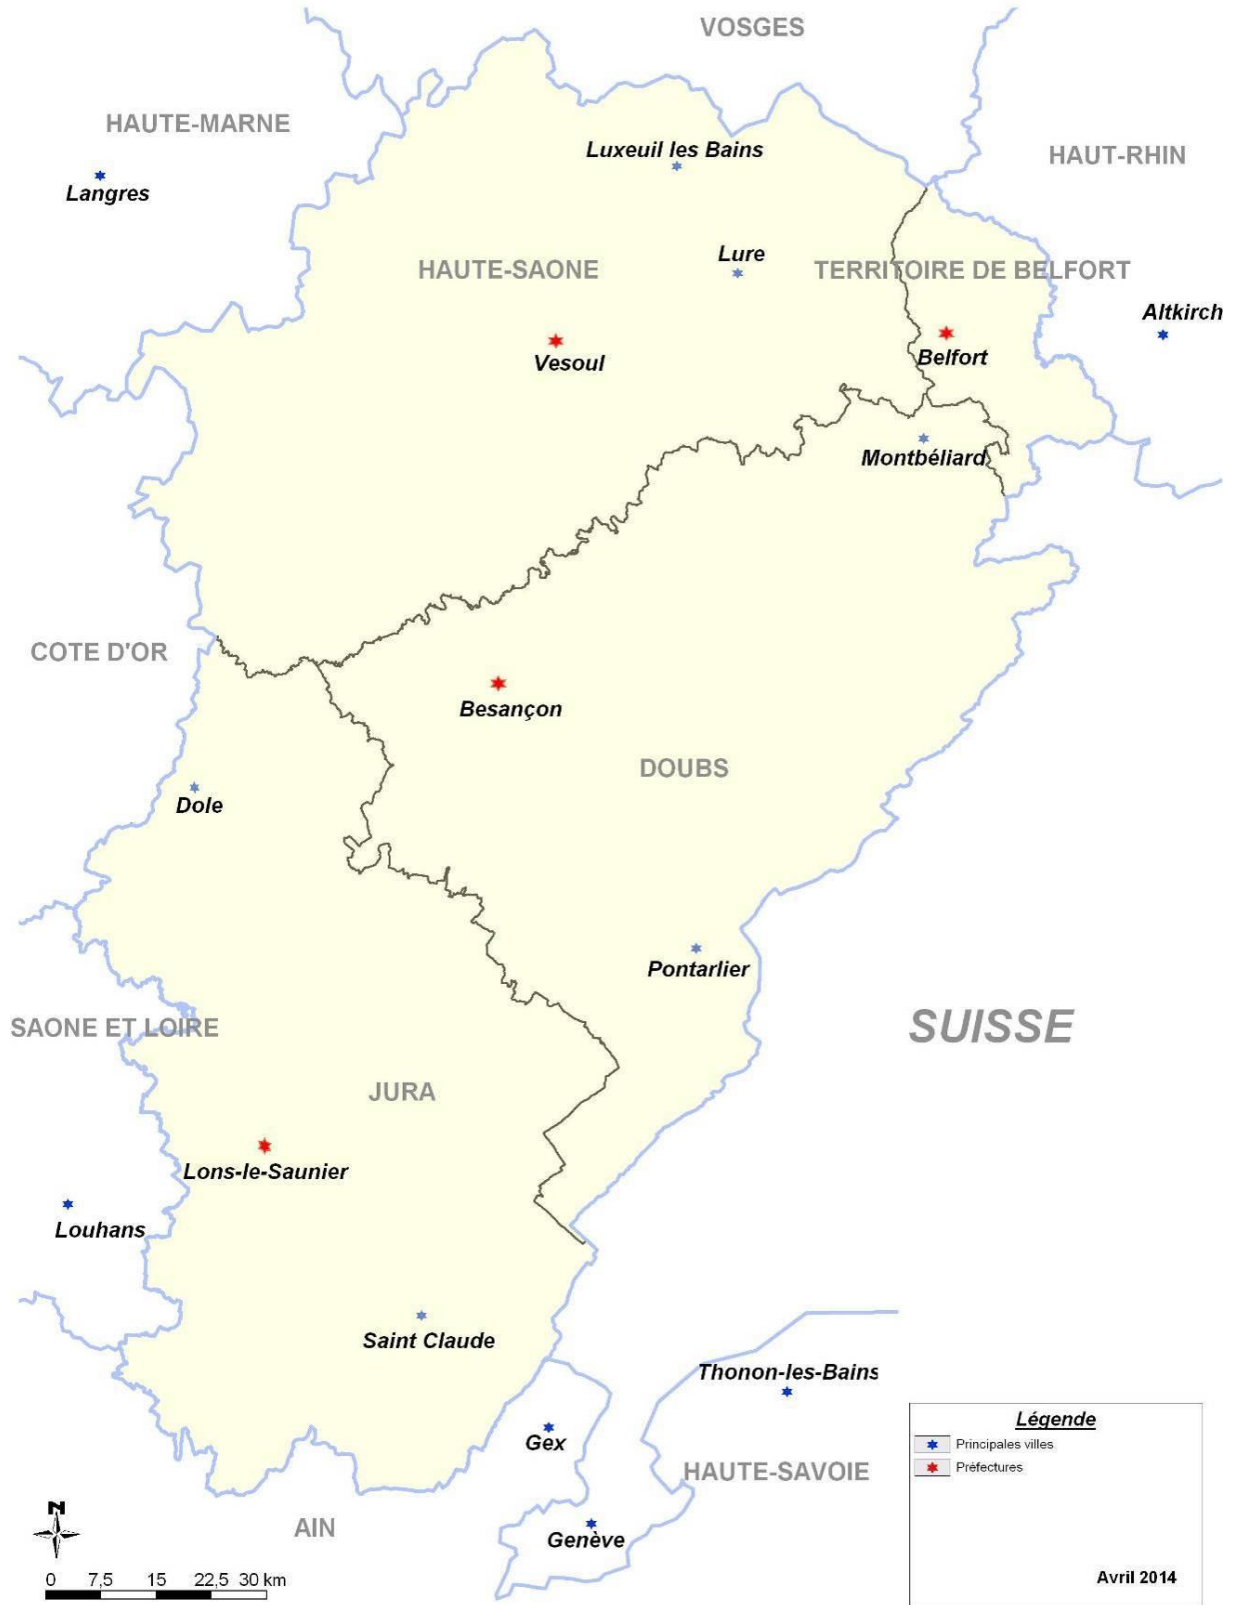 VOSGES
HAUTE-MARNE
Luxeuil les Bains
HAUT-RHIN
Langres
Lure
HAUTE-SAONE
TERRITOIRE DE BELFORT
Altkirch
Vesoul
Belfort
Montbéliard
COTE D'OR
Besançon
DOUBS
Dole
Pontarlier
SAONE ET LOIRE
SUISSE
JURA
Lons-le-Saunier
Louhans
Saint Claude
Thonon-les-Bains
Gex
HAUTE-SAVOIE
Genève
AIN
N
0 7,5 15 22,5 30 km
Légende
Principales villes
Préfectures
Avril 2014